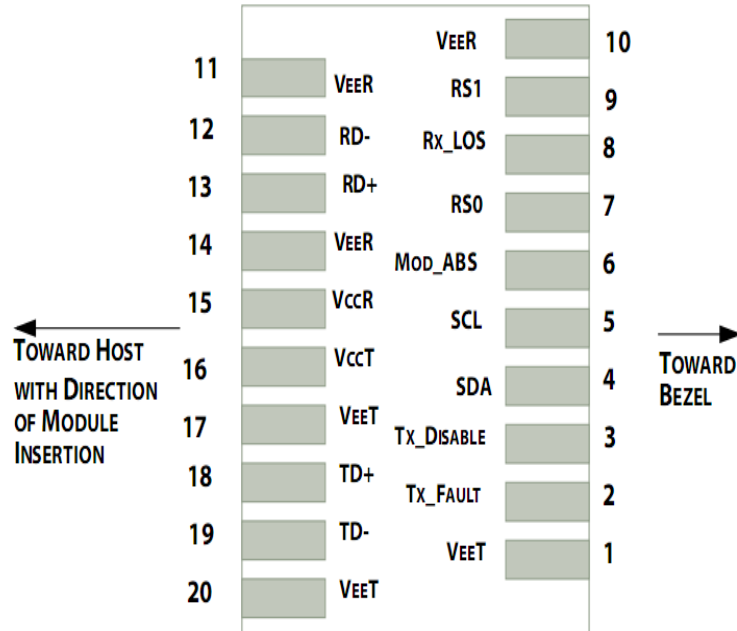 11 VEER
12 RD-
13 RD+
14 VEER
15 VCCR
16 VCCT
17 VEET
18 TD+
19 TD-
20 VEET
TOWARD HOST
WITH DIRECTION
OF MODULE
INSERTION
VEER 10
RS1 9
RX_LOS 8
RS0 7
MOD_ABS 6
SCL 5
SDA 4
TX_DISABLE 3
TX_FAULT 2
VEET 1
TOWARD
BEZEL